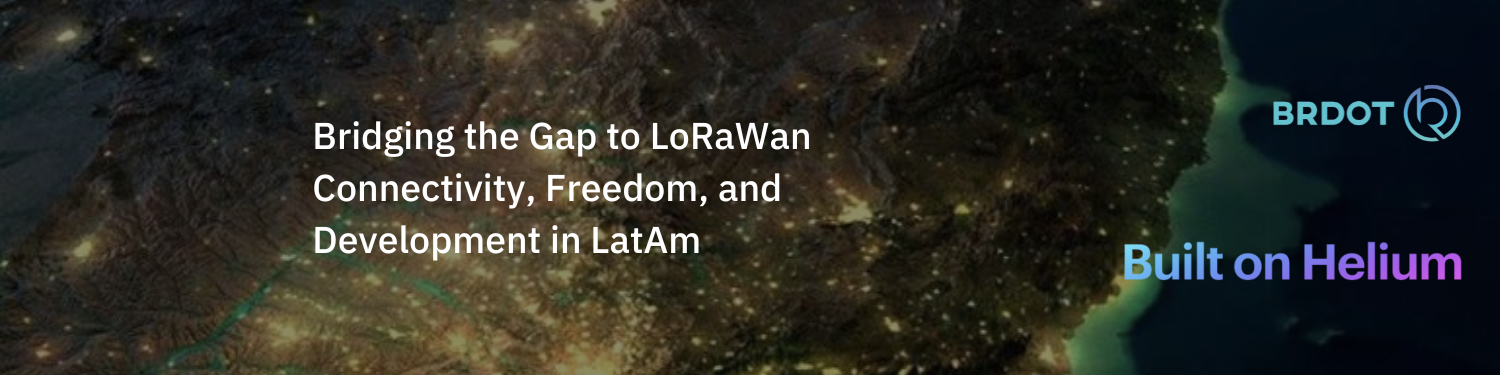 Bridging the Gap to LoRaWan
Connectivity, Freedom, and
Development in LatAm
BRDOT
Built on Helium